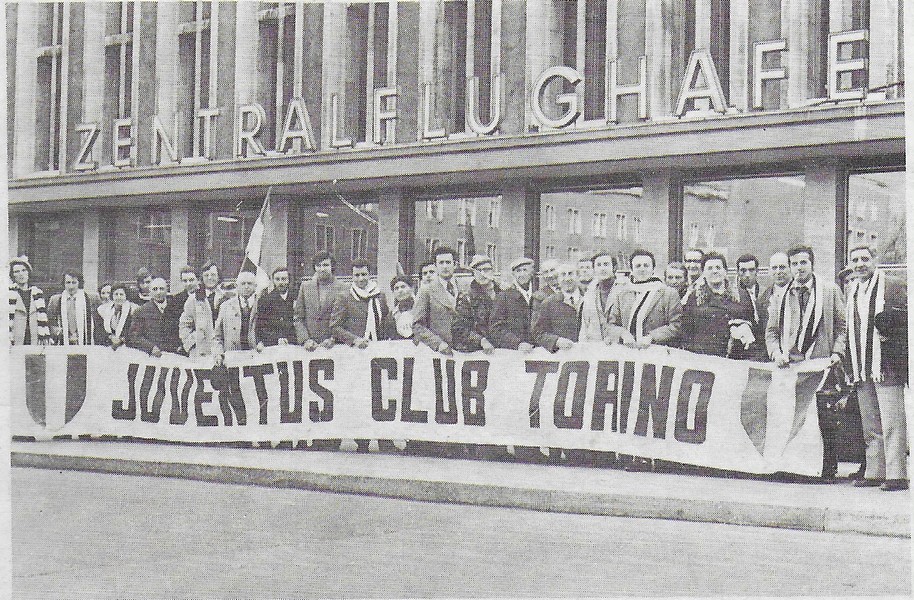 ZENTRALFLUGHAFE
JUVENTUS CLUB TORINO